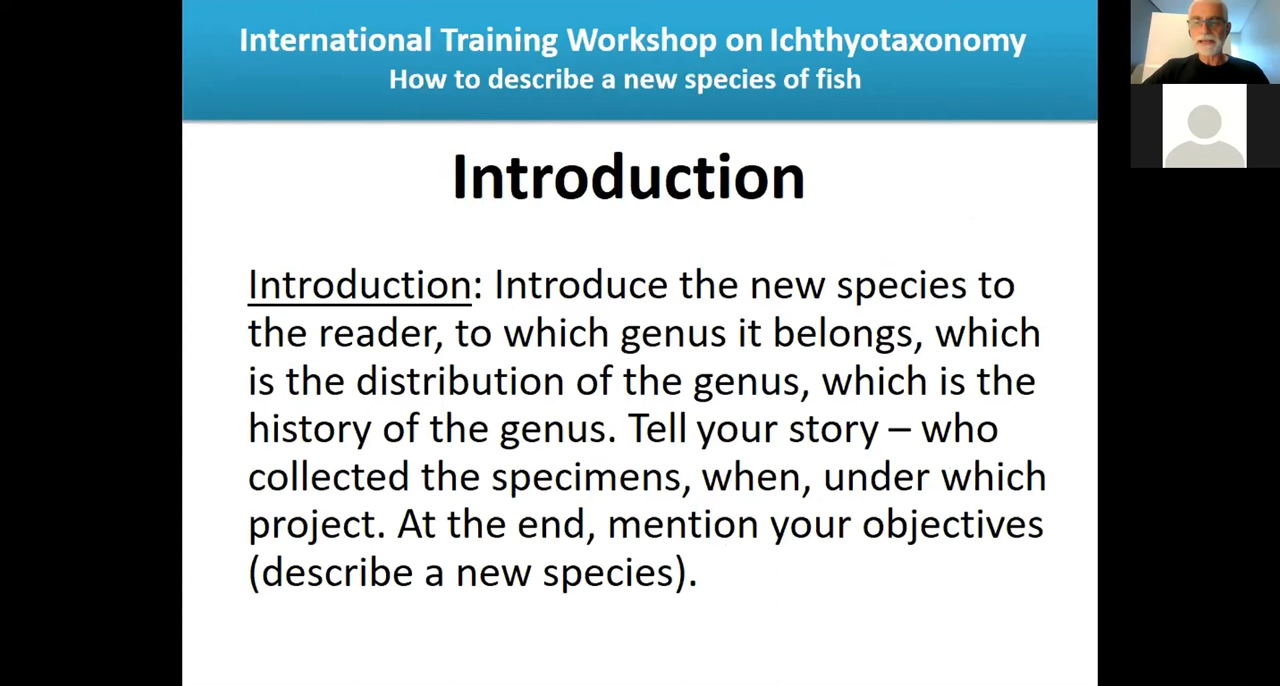 International Training Workshop on Ichthyotaxonomy
How to describe a new species of fish
Introduction
Introduction: Introduce the new species to
the reader, to which genus it belongs, which
is the distribution of the genus, which is the
history of the genus. Tell your story – who
collected the specimens, when, under which
project. At the end, mention your objectives
(describe a new species).